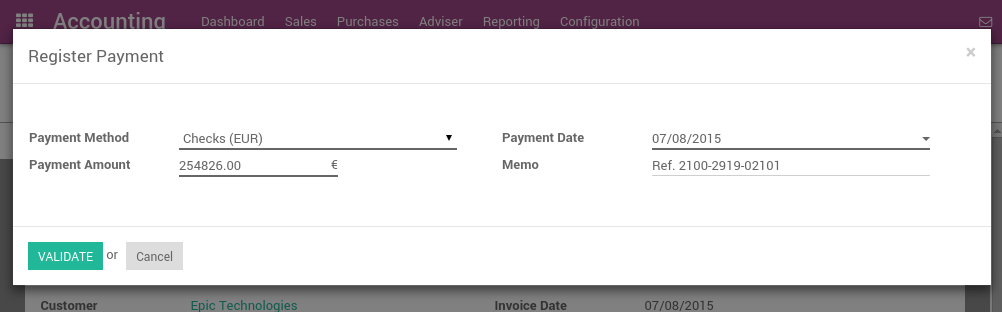 Accounting Dashboard Sales Purchases Adviser Reporting Configuration
Register Payment ×
Payment Method Checks (EUR) Payment Date 07/08/2015
Payment Amount 254826.00 € Memo Ref. 2100-2919-02101
VALIDATE or Cancel
Customer Epic Technologies Invoice Date 07/08/2015